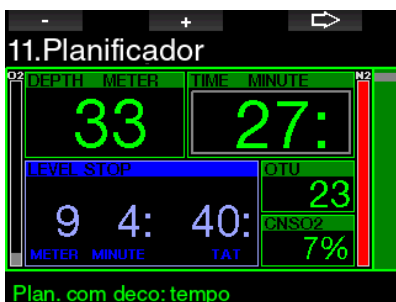 - +
11.Planificador
O2 DEPTH METER TIME MINUTE N2
33 27:
LEVEL STOP OTU
23
9 4: 40: CNSO2
METER MINUTE TAT 7%
Plan. com deco: tempo